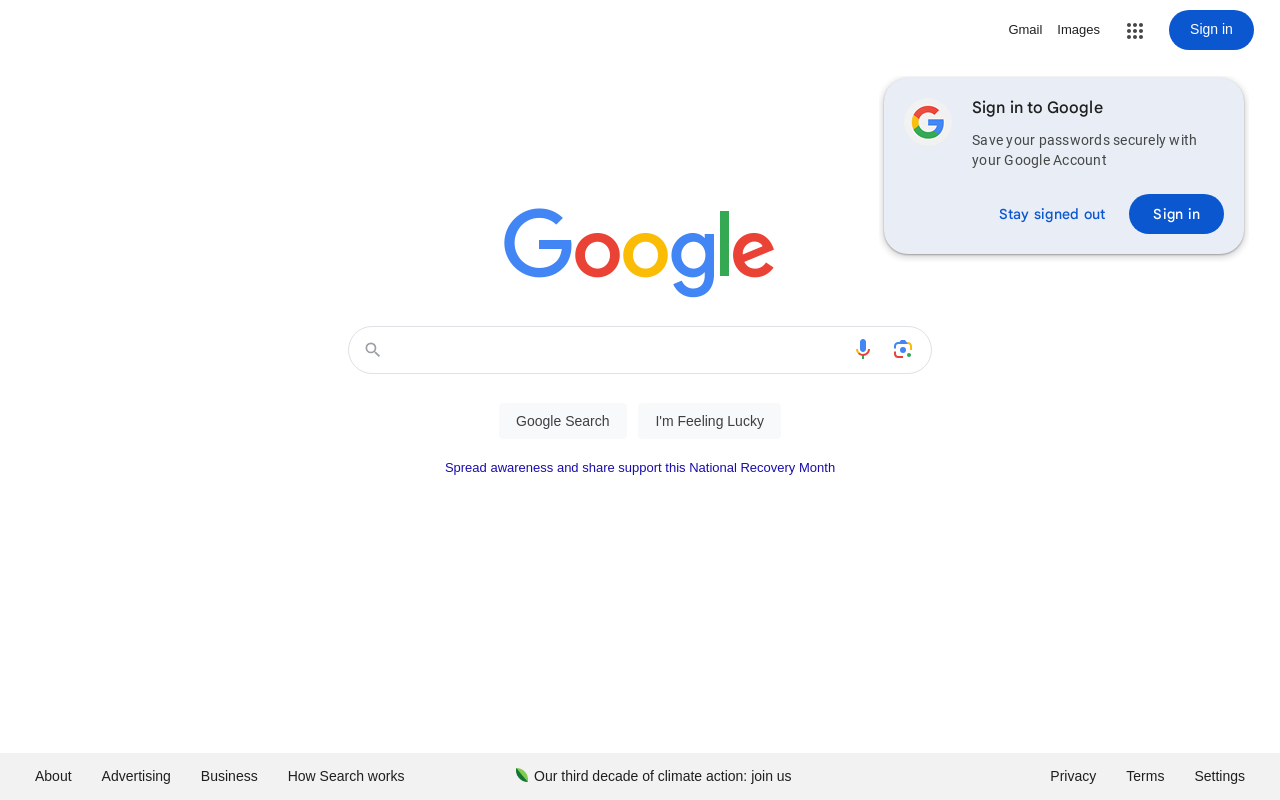 Gmail
Images
Sign in
Sign in to Google
Save your passwords securely with
your Google Account
Stay signed out
Sign in
Google
Google Search
I'm Feeling Lucky
Spread awareness and share support this National Recovery Month
About
Advertising
Business
How Search works
Our third decade of climate action: join us
Privacy
Terms
Settings